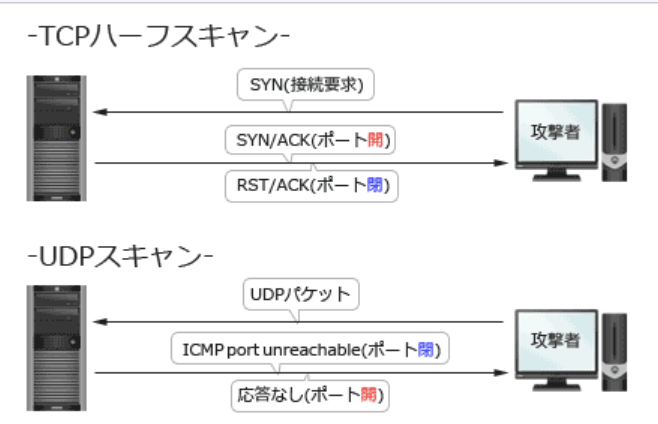 -TCPハーフスキャン-
SYN(接続要求)
攻撃者
SYN/ACK(ポート開)
RST/ACK(ポート閉)
-UDPスキャン-
UDPパケット
攻撃者
ICMP port unreachable(ポート閉)
応答なし(ポート開)